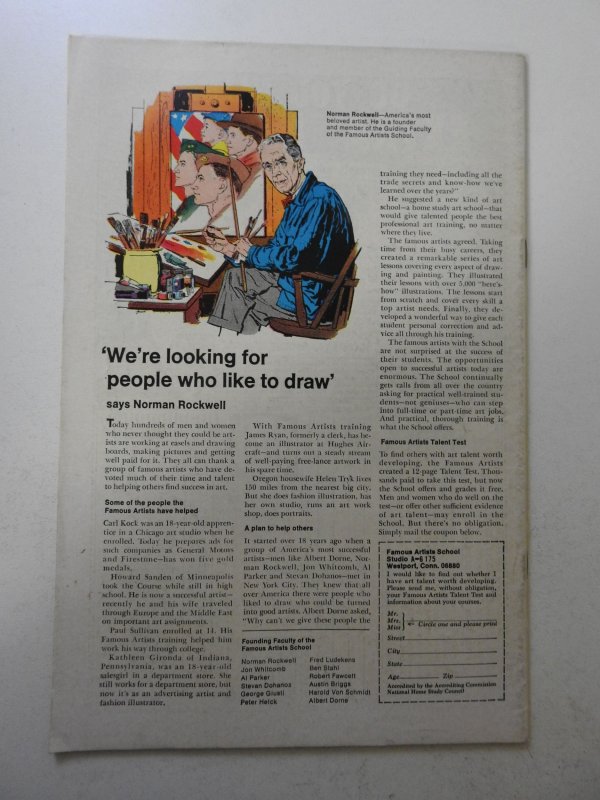 Norman Rockwell—America's most
beloved artist. He is a founder
and member of the Guiding Faculty
of the Famous Artists School.
'We're looking for
people who like to draw'
says Norman Rockwell
Today hundreds of men and women
who never thought they could be art-
ists are working at easels and drawing
boards, making pictures and getting
well paid for it. They all can thank a
group of famous artists who have de-
voted much of their time and talent
to helping others find success in art.
Some of the people the
Famous Artists have helped
Carl Kock was an 18-year-old appren-
tice in a Chicago art studio when he
enrolled. Today he prepares ads for
such companies as General Motors
and Firestone—has won five gold
medals.
Howard Sanden of Minneapolis
took the Course while still in high
school. He is now a successful artist—
recently he and his wife traveled
through Europe and the Middle East
on important art assignments.
Paul Sullivan enrolled at 14. His
Famous Artists training helped him
work his way through college.
Kathleen Gironda of Indiana,
Pennsylvania, was an 18-year-old
salesgirl in a department store. She
still works for a department store, but
now it's as an advertising artist and
fashion illustrator.
With Famous Artists training
James Ryan, formerly a clerk, has be-
come an illustrator at Hughes Air-
craft—and turns out a steady stream
of well-paying free-lance artwork in
his spare time.
Oregon housewife Helen Tryk lives
150 miles from the nearest big city.
But she does fashion illustration, has
her own studio, runs an art work
shop, does portraits.
A plan to help others
It started over 18 years ago when a
group of America's most successful
artists—men like Albert Dorne, Nor-
man Rockwell, Jon Whitcomb, Al
Parker and Stevan Dohanos—met in
New York City. They knew that all
over America there were people who
liked to draw who could be turned
into good artists. Albert Dorne asked,
"Why can't we give these people the
Founding Faculty of the
Famous Artists School
Norman Rockwell
Jon Whitcomb
Al Parker
Stevan Dohanos
George Giusti
Peter Helck
Fred Ludekens
Ben Stahl
Robert Fawcett
Austin Briggs
Harold Von Schmidt
Albert Dorne
training they need—including all the
trade secrets and know-how we've
learned over the years?"
He suggested a new kind of art
school—a home study art school—that
would give talented people the best
professional art training, no matter
where they live.
The famous artists agreed. Taking
time from their busy careers, they
created a remarkable series of art
lessons covering every aspect of draw-
ing and painting. They illustrated
their lessons with over 5,000 "here's-
how" illustrations. The lessons start
from scratch and cover every skill a
top artist needs. Finally, they de-
veloped a wonderful way to give each
student personal correction and ad-
vice all through his training.
The famous artists with the School
are not surprised at the success of
their students. The opportunities
open to successful artists today are
enormous. The School continually
gets calls from all over the country
asking for practical well-trained stu-
dents—not geniuses—who can step
into full-time or part-time art jobs.
And practical, thorough training is
what the School offers.
Famous Artists Talent Test
To find others with art talent worth
developing, the Famous Artists
created a 12-page Talent Test. Thou-
sands paid to take this test, but now
the School offers and grades it free.
Men and women who do well on the
test—or offer other sufficient evidence
of art talent—may enroll in the
School. But there's no obligation.
Simply mail the coupon below.
Famous Artists School
Westport, Conn. 06880
I would like to find out whether I
have art talent worth developing.
Please send me, without obligation,
your Famous Artists Talent Test and
information about your courses.
Mr.
Mrs.
Miss
Circle one and please print
Street
City
State
Age Zip
Accredited by the Accrediting Commission
National Home Study Council